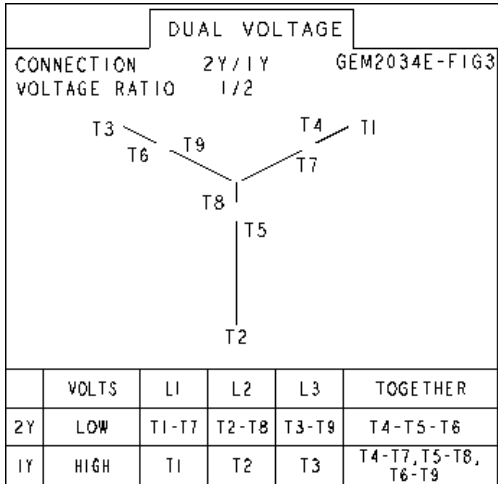 DUAL VOLTAGE
CONNECTION 2Y/1Y GEM2034E-FIG3
VOLTAGE RATIO 1/2
T3 T4 T1
T6 T9 T7
T8
T5
T2
VOLTS L1 L2 L3 TOGETHER
2Y LOW T1-T7 T2-T8 T3-T9 T4-T5-T6
1Y HIGH T1 T2 T3 T4-T7,T5-T8,
T6-T9